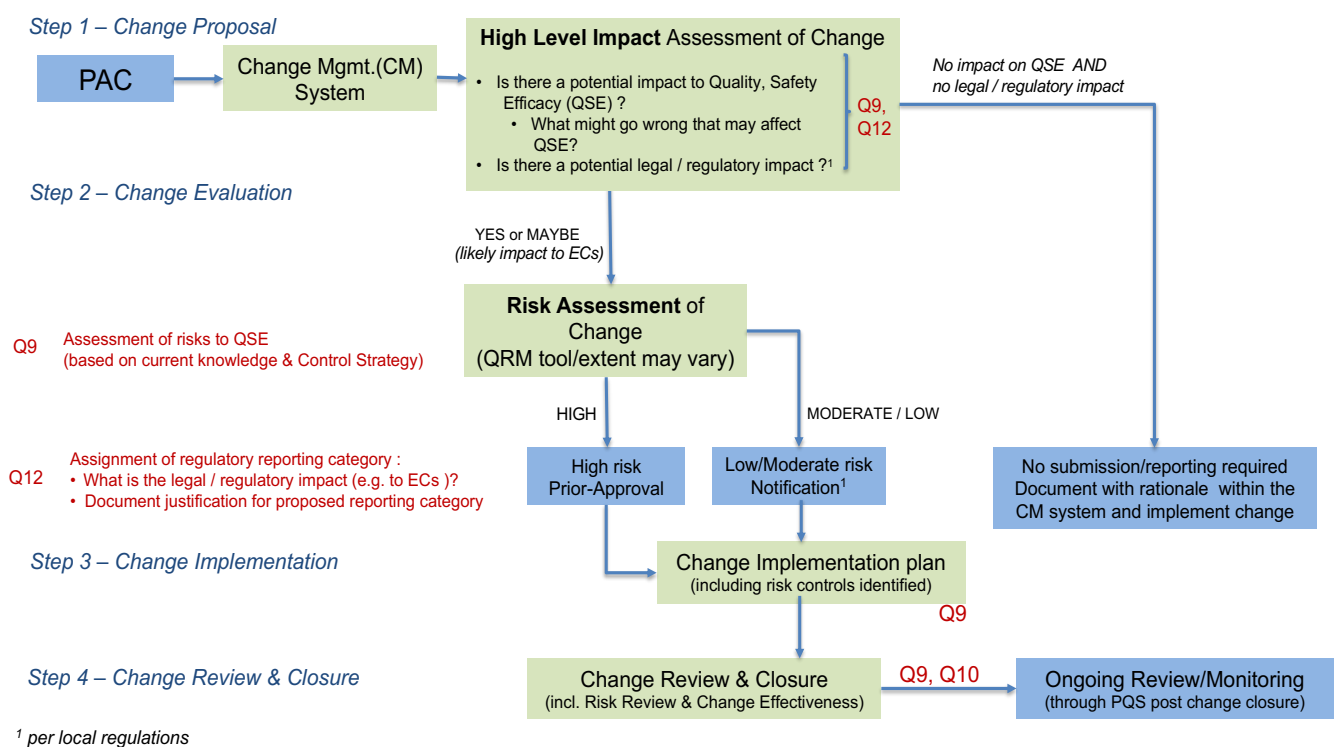 Step 1 – Change Proposal
PAC
Change Mgmt.(CM)
System
High Level Impact Assessment of Change
• Is there a potential impact to Quality, Safety
Efficacy (QSE) ?
• What might go wrong that may affect
QSE?
• Is there a potential legal / regulatory impact ?1
Q9,
Q12
No impact on QSE AND
no legal / regulatory impact
Step 2 – Change Evaluation
YES or MAYBE
(likely impact to ECs)
Risk Assessment of
Change
(QRM tool/extent may vary)
Q9
Assessment of risks to QSE
(based on current knowledge & Control Strategy)
HIGH
MODERATE / LOW
Q12
Assignment of regulatory reporting category :
• What is the legal / regulatory impact (e.g. to ECs )?
• Document justification for proposed reporting category
High risk
Prior-Approval
Low/Moderate risk
Notification1
No submission/reporting required
Document with rationale within the
CM system and implement change
Step 3 – Change Implementation
Change Implementation plan
(including risk controls identified)
Q9
Step 4 – Change Review & Closure
Change Review & Closure
(incl. Risk Review & Change Effectiveness)
Q9, Q10
Ongoing Review/Monitoring
(through PQS post change closure)
1 per local regulations